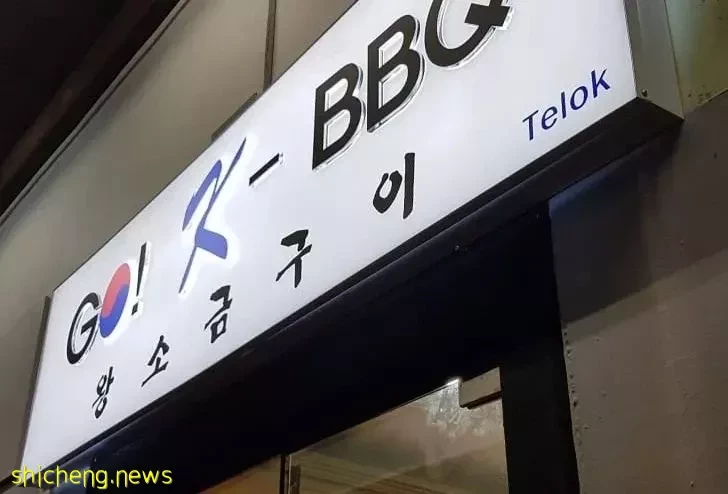 GO! K-BBQ
Telok
왕소금구이
shicheng.news